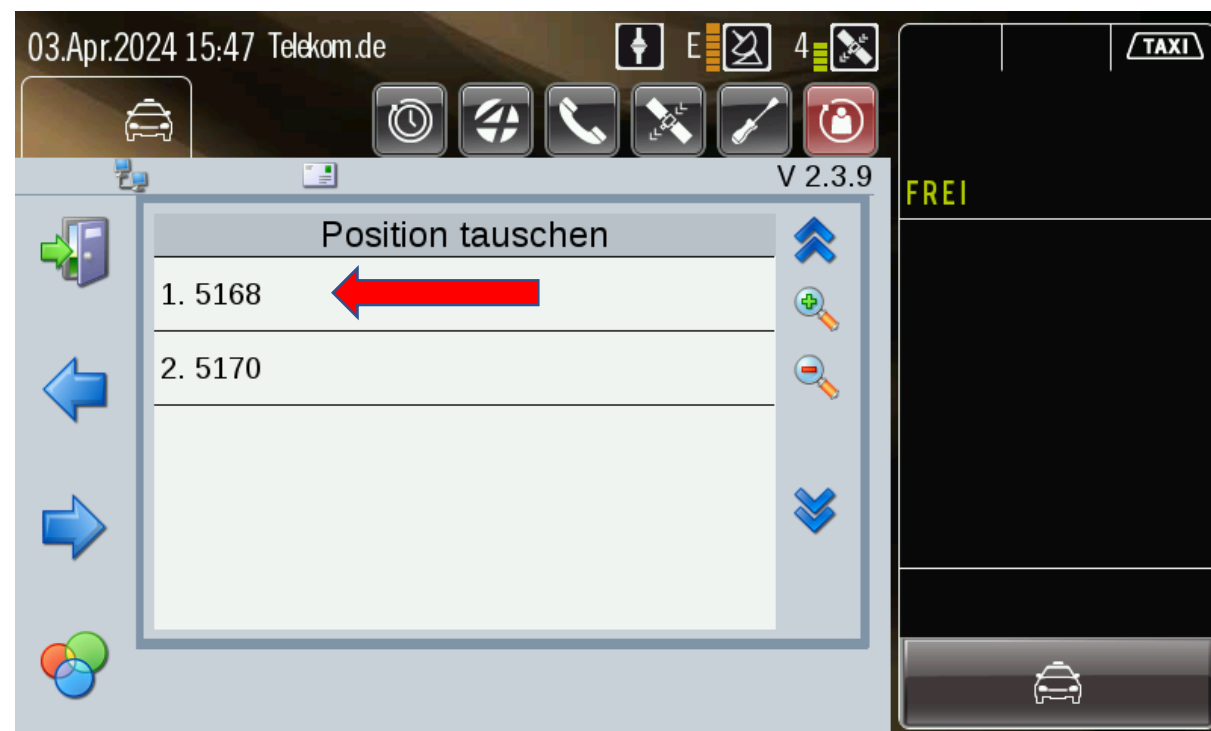 03.Apr.2024 15:47 Telekom.de E 4
TAXI
V 2.3.9
FREI
Position tauschen
1. 5168
2. 5170